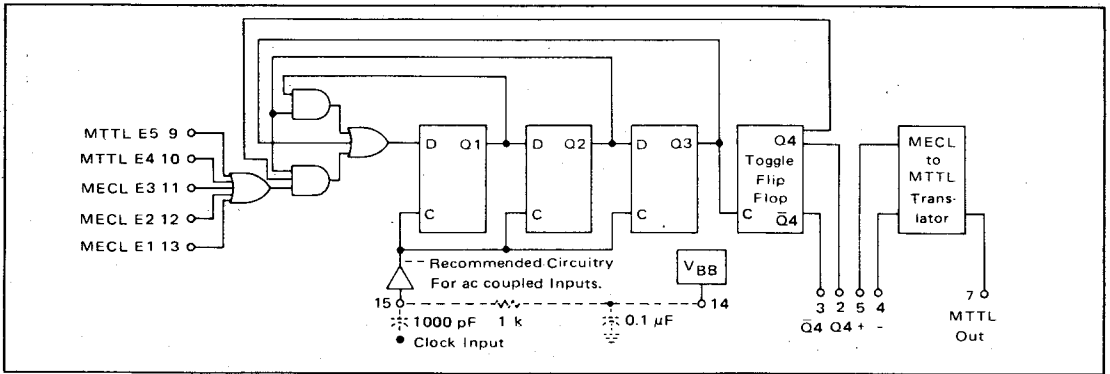 MTTL E5 9
MTTL E4 10
MECL E3 11
MECL E2 12
MECL E1 13
D Q1
C
D Q2
C
D Q3
C
Q4
Toggle
Flip
Flop
C Q̅4
MECL
to
MTTL
Trans-
lator
Recommended Circuitry
For ac coupled Inputs.
VBB
15
14
1000 pF
1 k
0.1 µF
Clock Input
3 2 5 4
Q̅4 Q4 + -
7
MTTL
Out